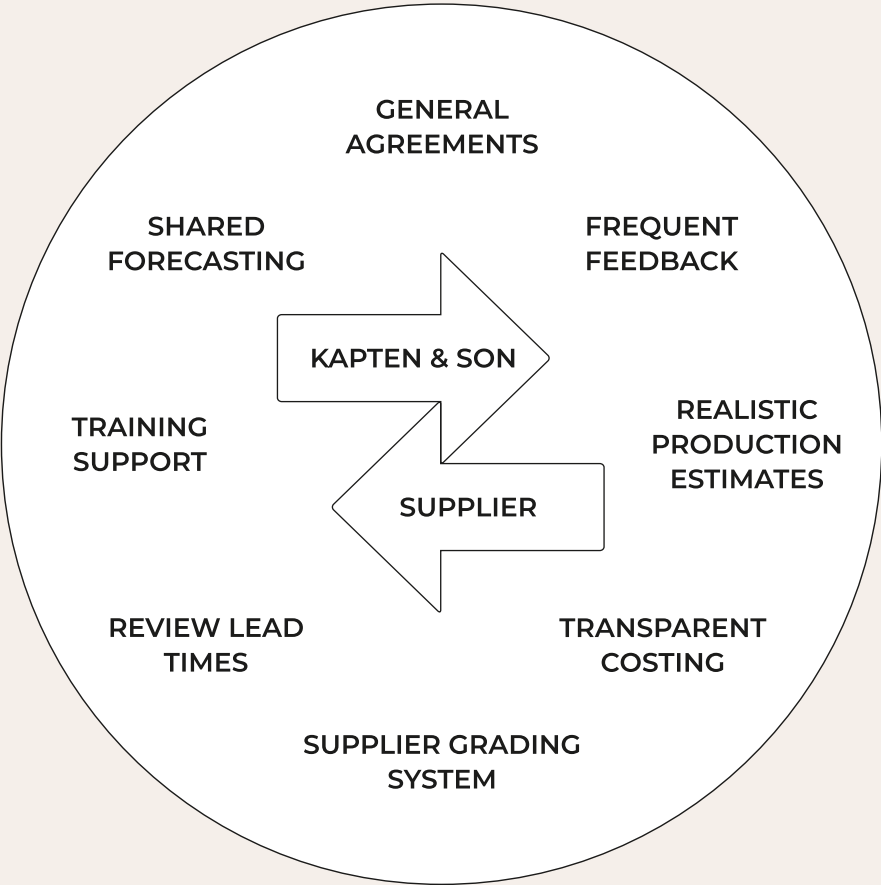 GENERAL
AGREEMENTS
SHARED
FORECASTING
FREQUENT
FEEDBACK
KAPTEN & SON
TRAINING
SUPPORT
REALISTIC
PRODUCTION
ESTIMATES
SUPPLIER
REVIEW LEAD
TIMES
TRANSPARENT
COSTING
SUPPLIER GRADING
SYSTEM